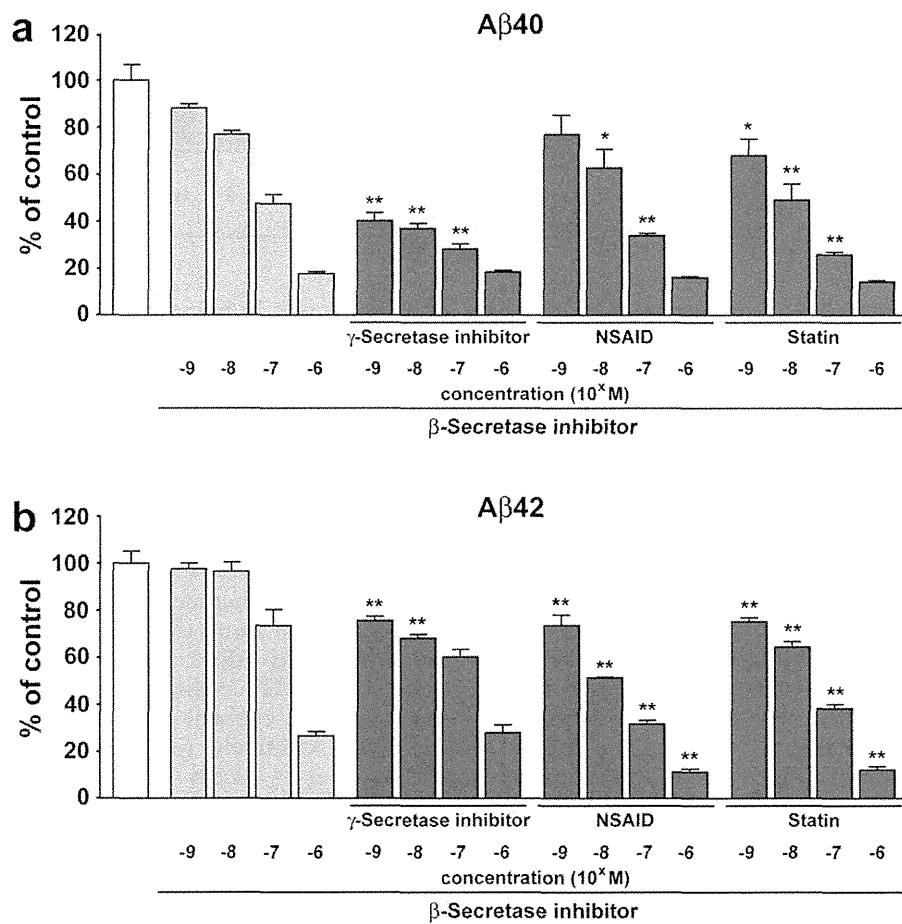 a
Aβ40
120
100
80
60
40
20
0
% of control
** ** ** * ** * ** **
γ-Secretase inhibitor NSAID Statin
-9 -8 -7 -6 -9 -8 -7 -6 -9 -8 -7 -6 -9 -8 -7 -6
concentration (10ˣM)
β-Secretase inhibitor
b
Aβ42
120
100
80
60
40
20
0
% of control
** ** ** ** ** ** ** ** ** **
γ-Secretase inhibitor NSAID Statin
-9 -8 -7 -6 -9 -8 -7 -6 -9 -8 -7 -6 -9 -8 -7 -6
concentration (10ˣM)
β-Secretase inhibitor